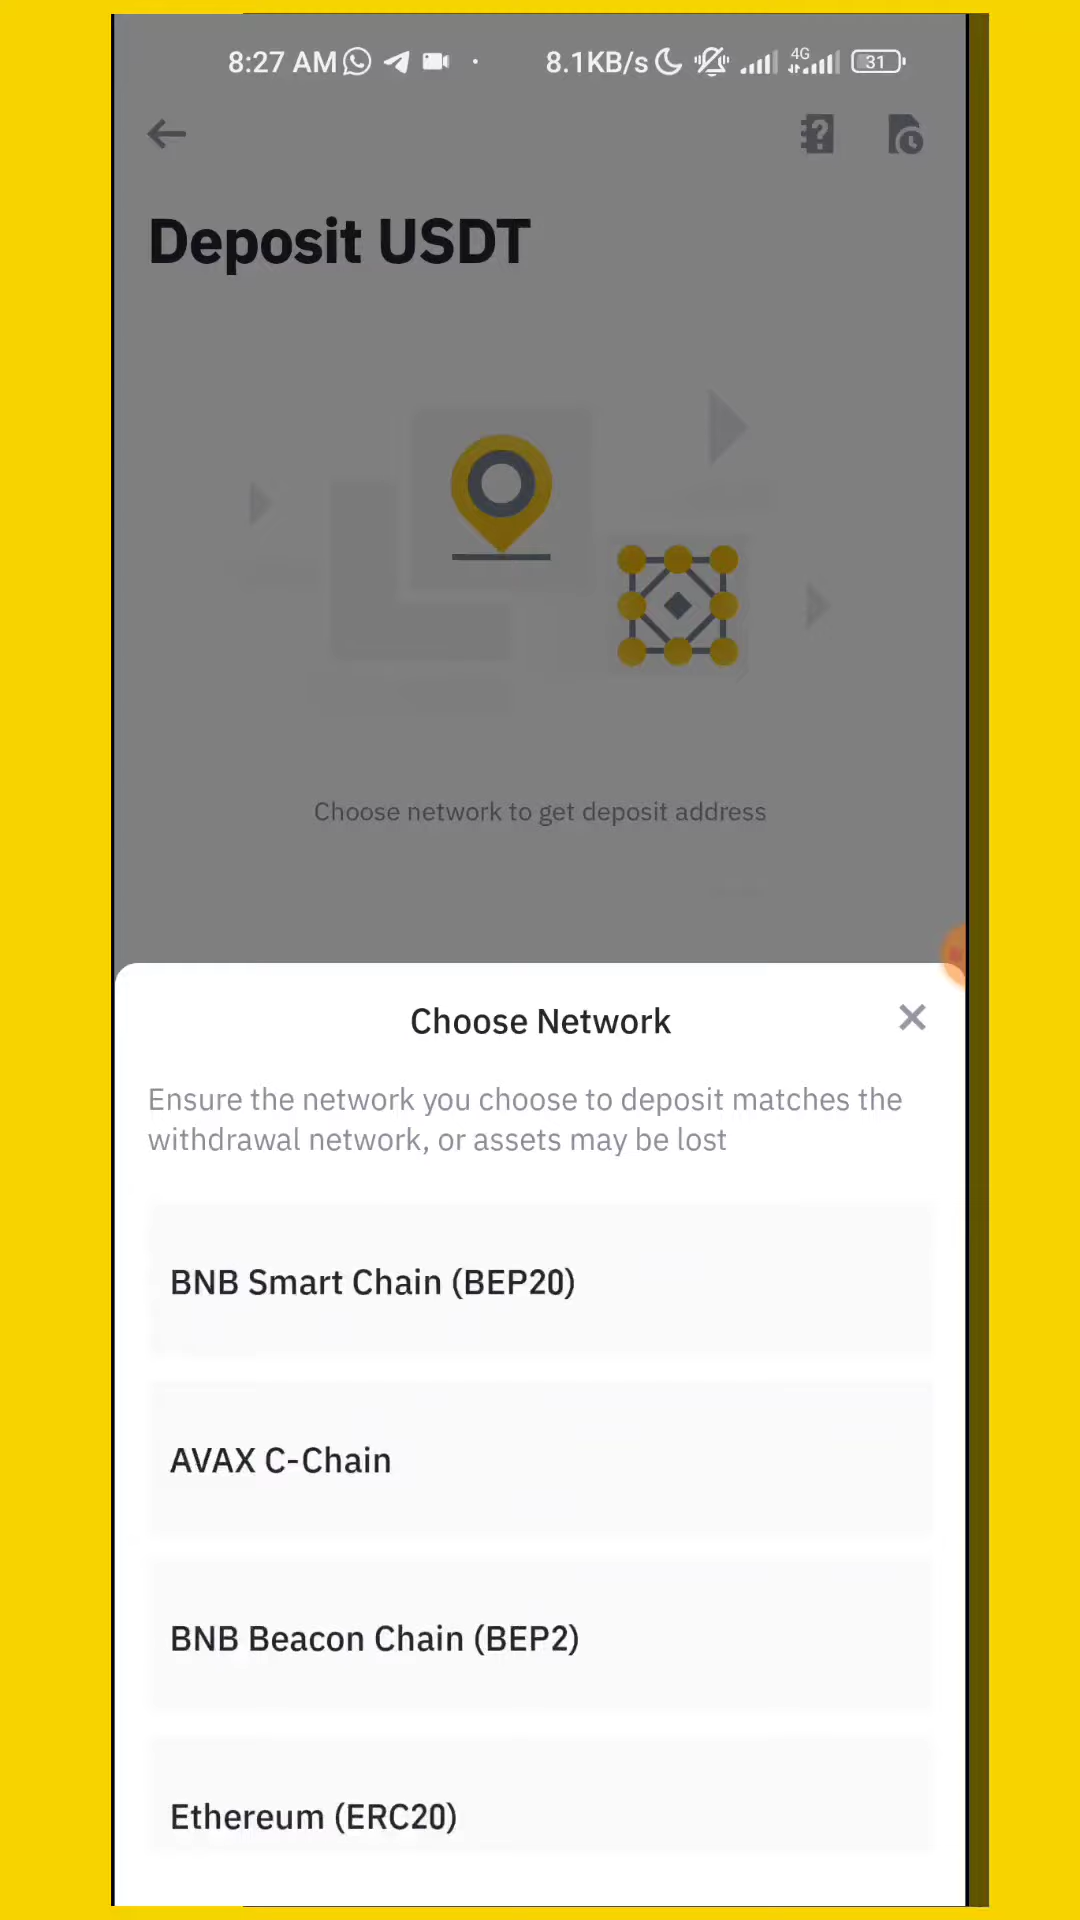 8:27 AM
8.1KB/s
4G
31
Deposit USDT
Choose network to get deposit address
Choose Network
Ensure the network you choose to deposit matches the
withdrawal network, or assets may be lost
BNB Smart Chain (BEP20)
AVAX C-Chain
BNB Beacon Chain (BEP2)
Ethereum (ERC20)